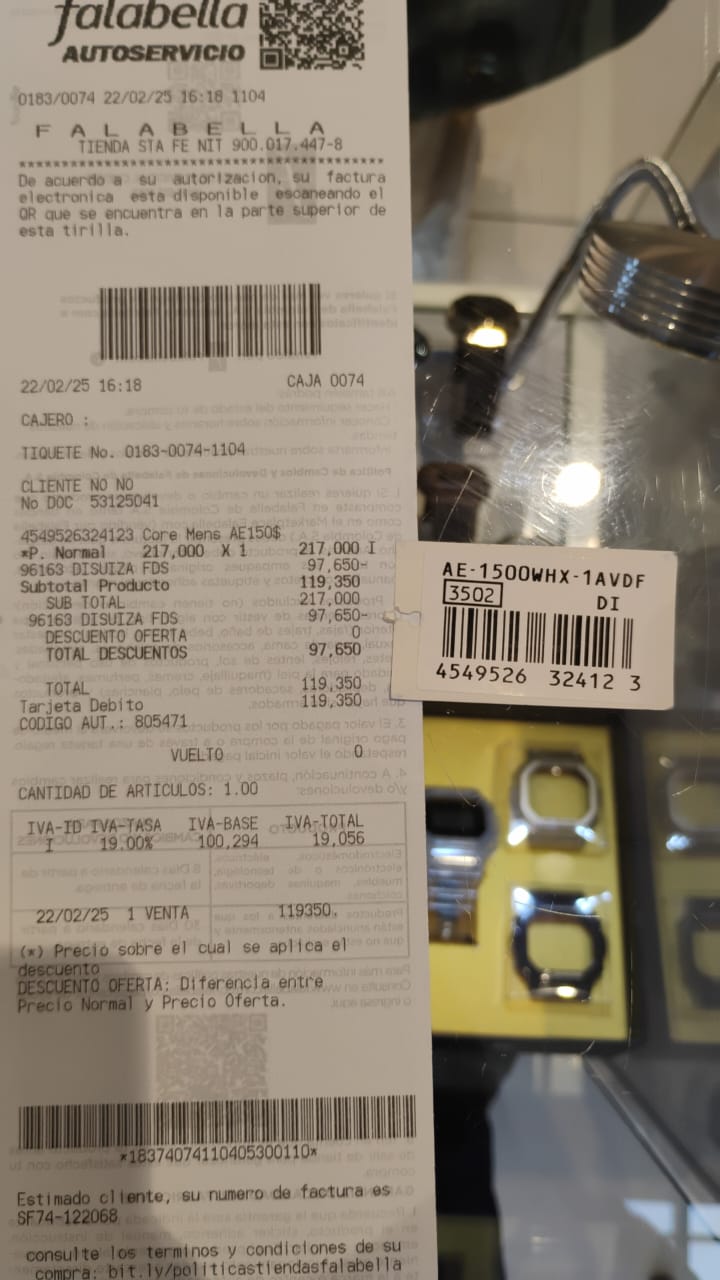 falabella
AUTOSERVICIO
0183/0074 22/02/25 16:18 1104
F A L A B E L L A
TIENDA STA FE NIT 900.017.447-8
****************************************************
De acuerdo a su autorizacion, su factura
electronica esta disponible escaneando el
QR que se encuentra en la parte superior de
esta tirilla.
22/02/25 16:18 CAJA 0074
CAJERO :
TIQUETE No. 0183-0074-1104
CLIENTE NO NO
No DOC 53125041
4549526324123 Core Mens AE150$
*P. Normal 217,000 X 1 217,000 I
96163 DISUIZA FDS 97,650-
Subtotal Producto 119,350
SUB TOTAL 217,000
96163 DISUIZA FDS 97,650-
DESCUENTO OFERTA 0
TOTAL DESCUENTOS 97,650
TOTAL 119,350
Tarjeta Debito 119,350
CODIGO AUT.: 805471
VUELTO 0
CANTIDAD DE ARTICULOS: 1.00
IVA-ID IVA-TASA IVA-BASE IVA-TOTAL
I 19.00% 100,294 19,056
22/02/25 1 VENTA 119350.
(*) Precio sobre el cual se aplica el
descuento
DESCUENTO OFERTA: Diferencia entre
Precio Normal y Precio Oferta.
*18374074110405300110*
Estimado cliente, su numero de factura es
SF74-122068
consulte los terminos y condiciones de su
compra: bit.ly/politicastiendasfalabella
AE-1500WHX-1AVDF
3502 DI
4549526 32412 3